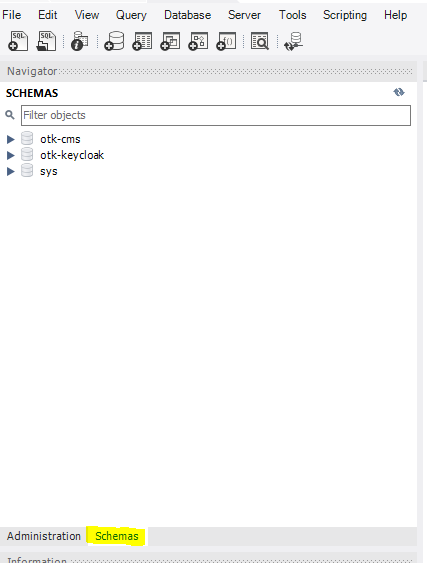 File Edit View Query Database Server Tools Scripting Help
SQL SQL
Navigator
SCHEMAS
Filter objects
otk-cms
otk-keycloak
sys
Administration Schemas
Information